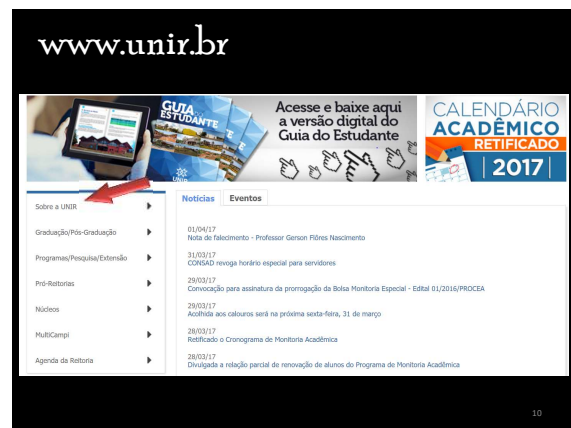 www.unir.br
GUIA
ESTUDANTE
UNIR
Acesse e baixe aqui
a versão digital do
Guia do Estudante
CALENDÁRIO
ACADÊMICO
RETIFICADO
2017
Sobre a UNIR
Graduação/Pós-Graduação
Programas/Pesquisa/Extensão
Pró-Reitorias
Núcleos
MultiCampi
Agenda da Reitoria
Notícias Eventos
01/04/17
Nota de falecimento - Professor Gerson Flôres Nascimento
31/03/17
CONSAD revoga horário especial para servidores
29/03/17
Convocação para assinatura da prorrogação da Bolsa Monitoria Especial - Edital 01/2016/PROCEA
29/03/17
Acolhida aos calouros será na próxima sexta-feira, 31 de março
28/03/17
Retificado o Cronograma de Monitoria Acadêmica
28/03/17
Divulgada a relação parcial de renovação de alunos do Programa de Monitoria Acadêmica
10